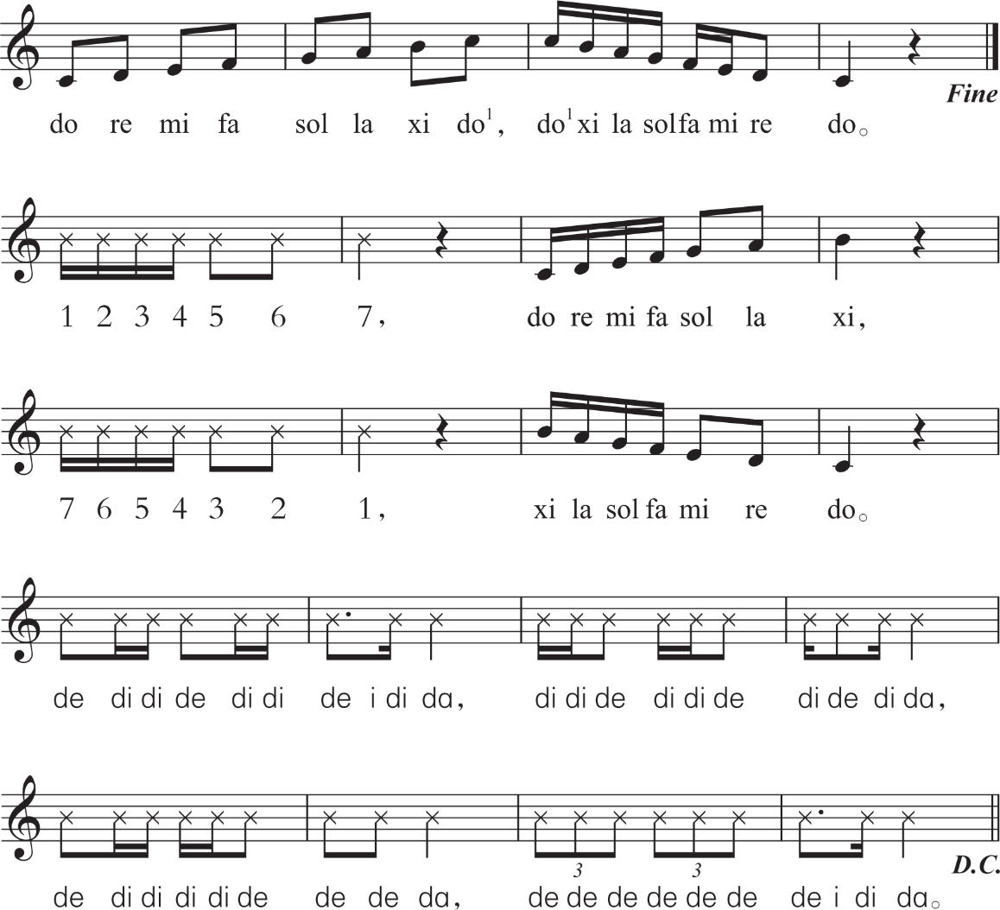 Fine
do re mi fa sol la xi do¹, do¹ xi la sol fa mi re do。
1 2 3 4 5 6 7, do re mi fa sol la xi,
7 6 5 4 3 2 1, xi la sol fa mi re do。
de di di de di di de i di da, di di de di di de di de di da,
3 3
D.C.
de di di di di de de de da, de de de de de de de i di da。